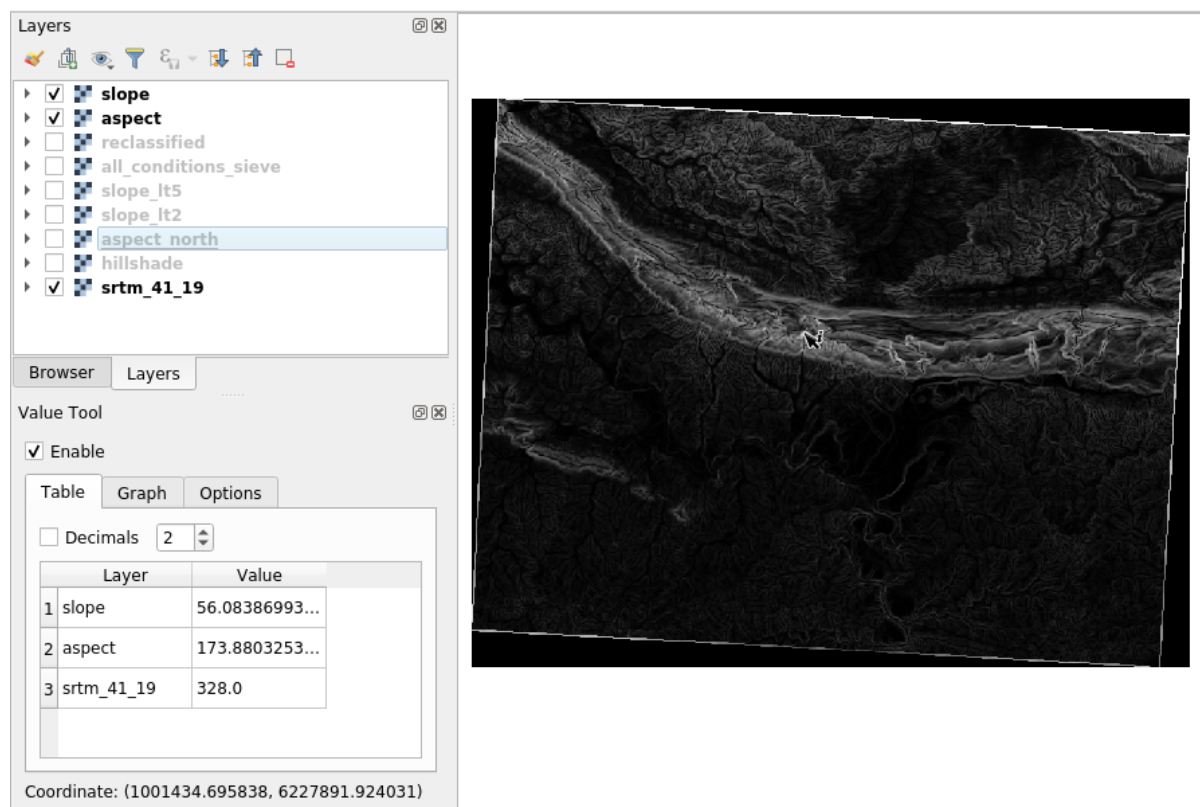 Layers
slope
aspect
reclassified
all_conditions_sieve
slope_lt5
slope_lt2
aspect_north
hillshade
srtm_41_19
Browser Layers
Value Tool
Enable
Table Graph Options
Decimals 2
Layer Value
1 slope 56.08386993...
2 aspect 173.8803253...
3 srtm_41_19 328.0
Coordinate: (1001434.695838, 6227891.924031)